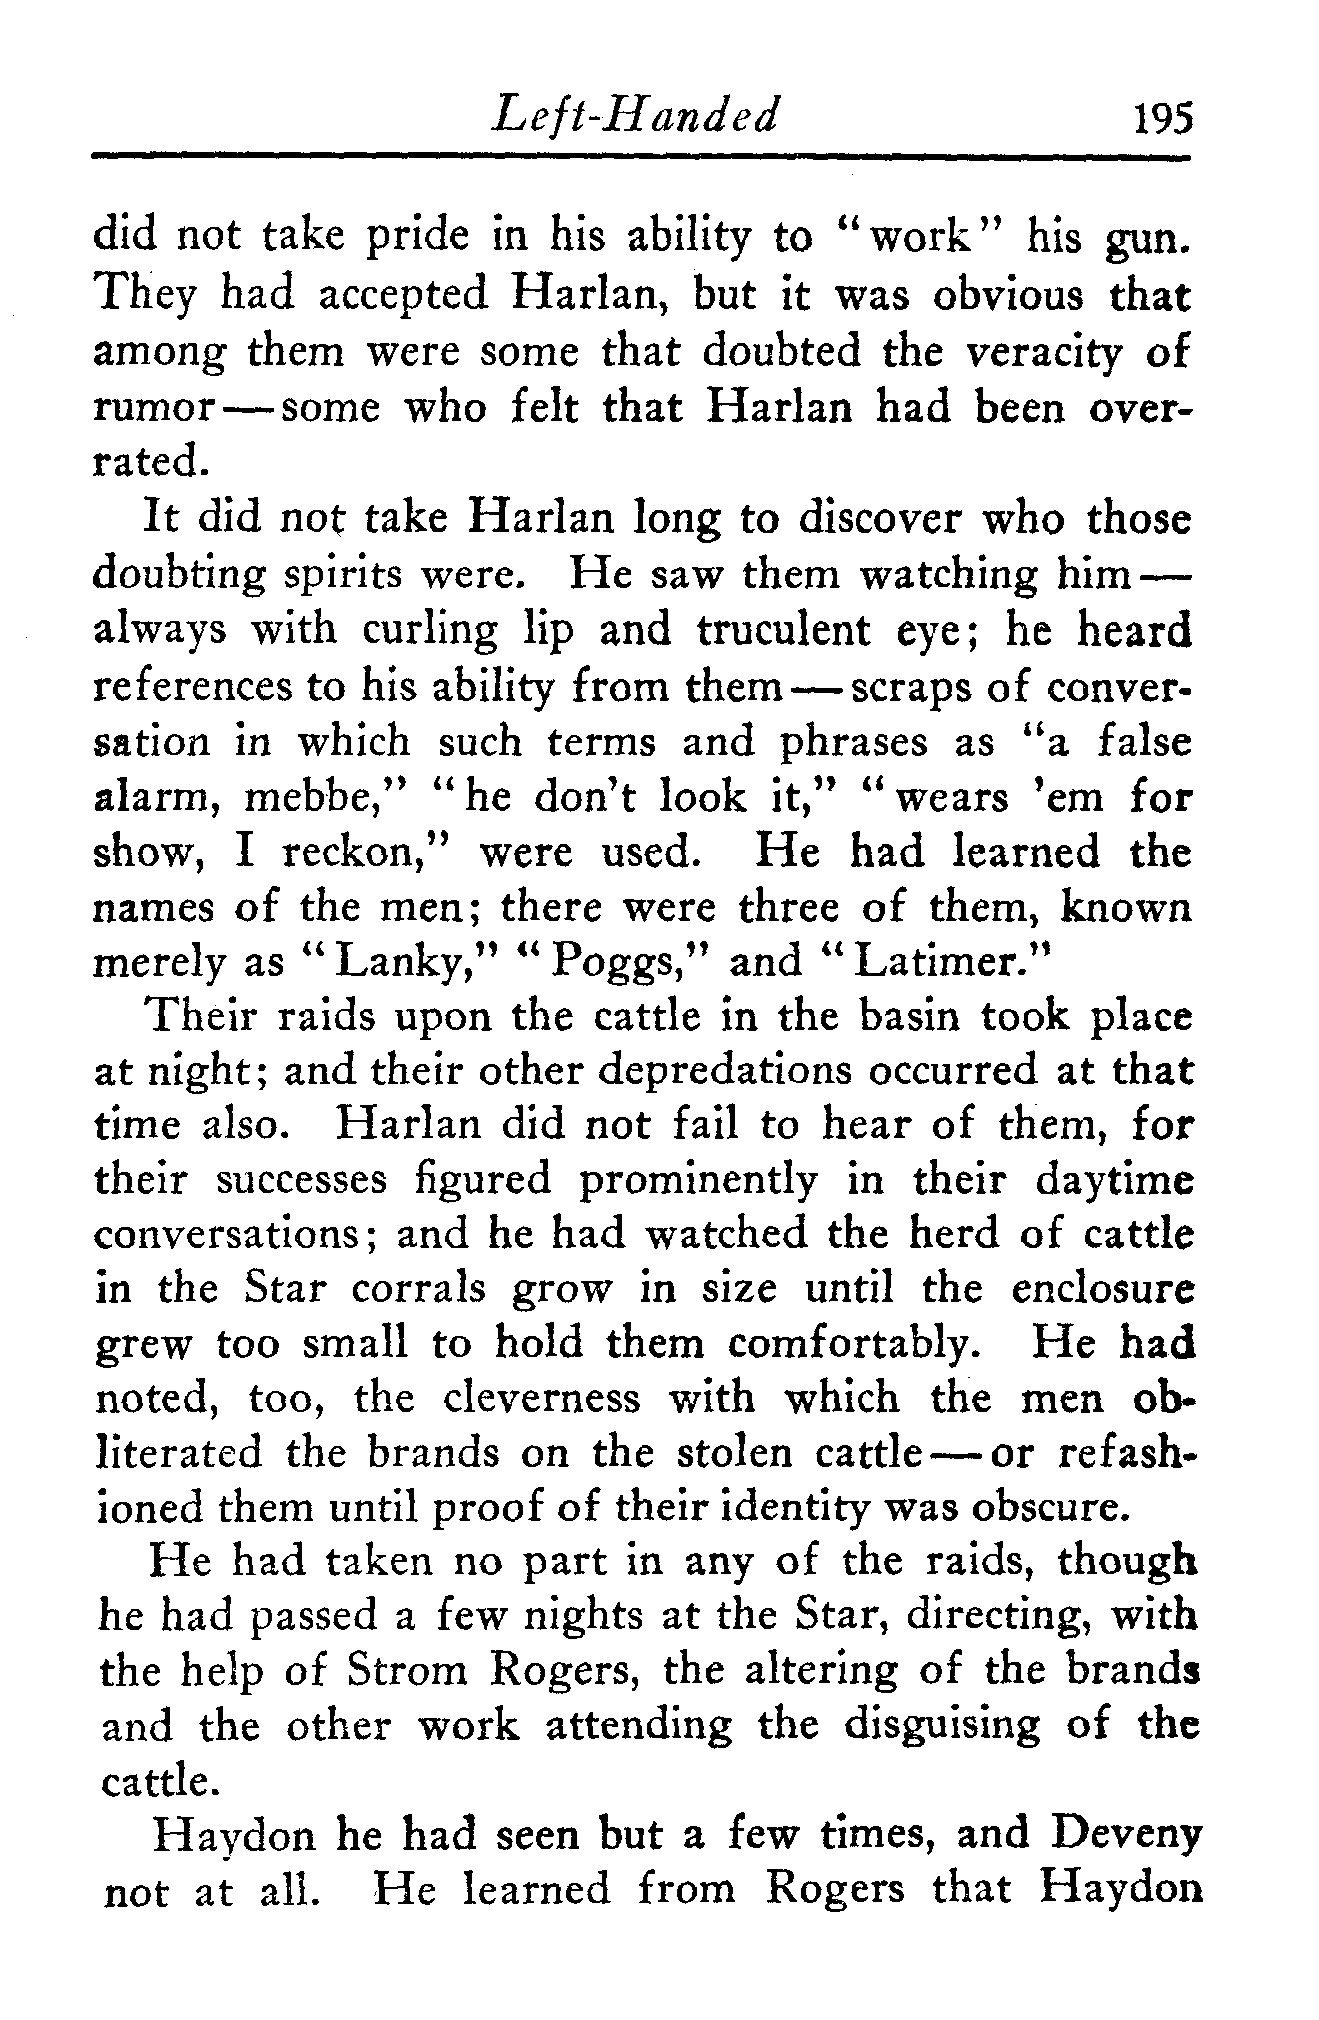 Left-Handed 195
did not take pride in his ability to “work” his gun.
They had accepted Harlan, but it was obvious that
among them were some that doubted the veracity of
rumor—some who felt that Harlan had been over-
rated.
It did not take Harlan long to discover who those
doubting spirits were. He saw them watching him—
always with curling lip and truculent eye; he heard
references to his ability from them—scraps of conver-
sation in which such terms and phrases as “a false
alarm, mebbe,” “he don’t look it,” “wears ’em for
show, I reckon,” were used. He had learned the
names of the men; there were three of them, known
merely as “Lanky,” “Poggs,” and “Latimer.”
Their raids upon the cattle in the basin took place
at night; and their other depredations occurred at that
time also. Harlan did not fail to hear of them, for
their successes figured prominently in their daytime
conversations; and he had watched the herd of cattle
in the Star corrals grow in size until the enclosure
grew too small to hold them comfortably. He had
noted, too, the cleverness with which the men ob-
literated the brands on the stolen cattle—or refash-
ioned them until proof of their identity was obscure.
He had taken no part in any of the raids, though
he had passed a few nights at the Star, directing, with
the help of Strom Rogers, the altering of the brands
and the other work attending the disguising of the
cattle.
Haydon he had seen but a few times, and Deveny
not at all. He learned from Rogers that Haydon